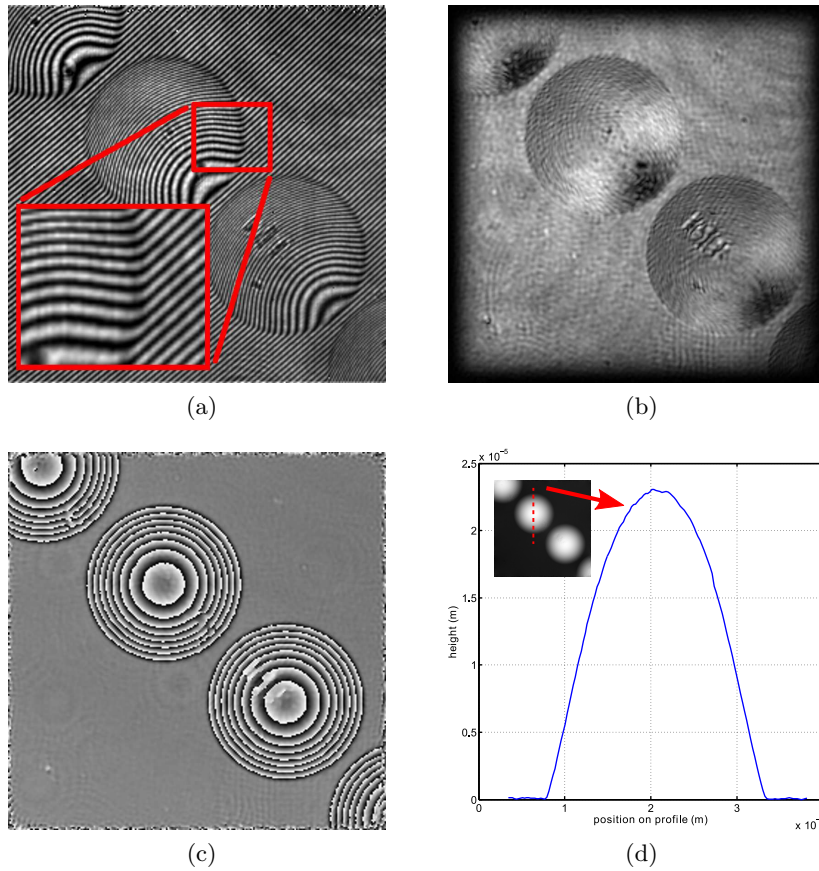 (a)
(b)
(c)
x 10⁻⁵
2.5
2
1.5
1
0.5
0
height (m)
0
1
2
3
position on profile (m)
x 10⁻
(d)